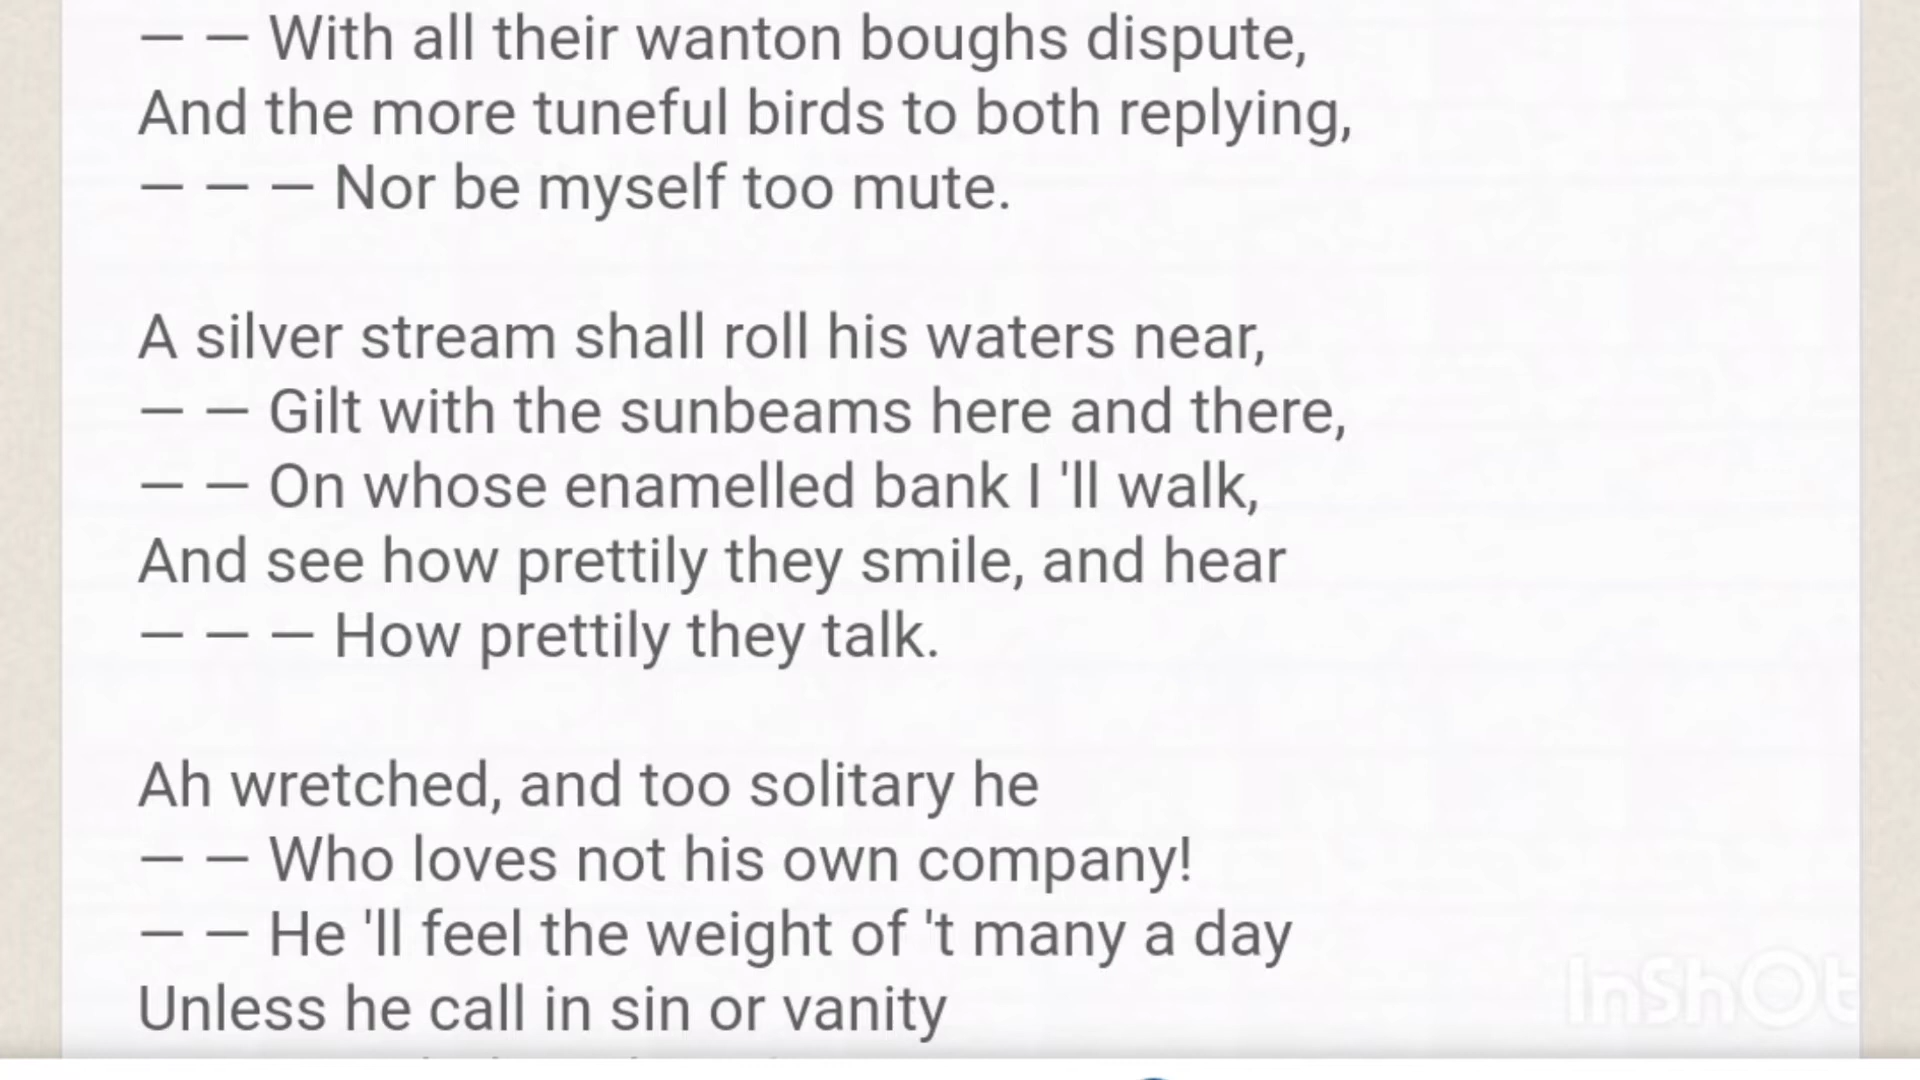 — — With all their wanton boughs dispute,
And the more tuneful birds to both replying,
— — — Nor be myself too mute.
A silver stream shall roll his waters near,
— — Gilt with the sunbeams here and there,
— — On whose enamelled bank I 'll walk,
And see how prettily they smile, and hear
— — — How prettily they talk.
Ah wretched, and too solitary he
— — Who loves not his own company!
— — He 'll feel the weight of 't many a day
Unless he call in sin or vanity
InShOt